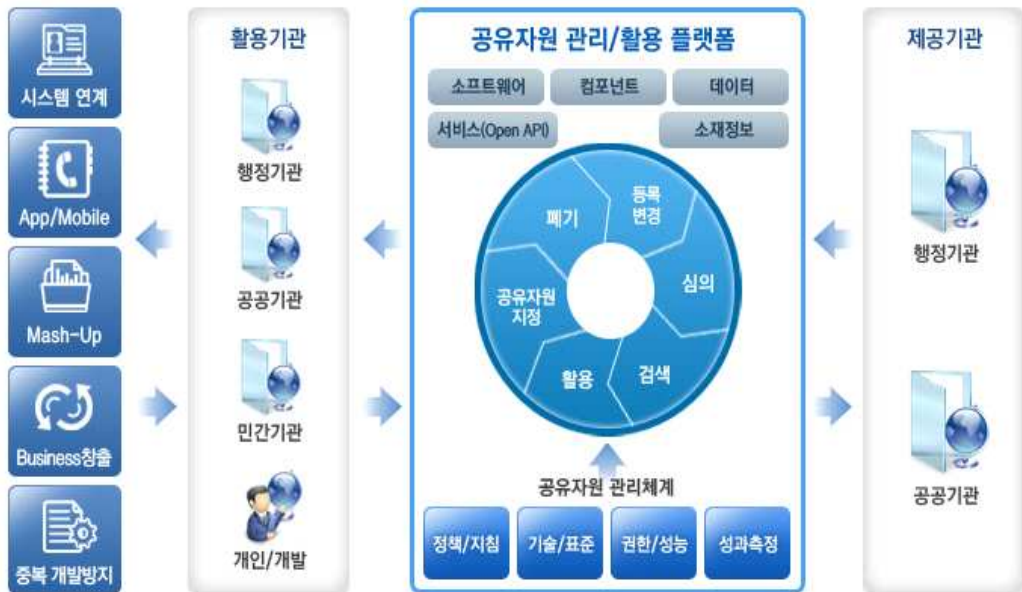 시스템 연계
App/Mobile
Mash-Up
Business창출
중복 개발방지
활용기관
행정기관
공공기관
민간기관
개인/개발
공유자원 관리/활용 플랫폼
소프트웨어
컴포넌트
데이터
서비스(Open API)
소재정보
등록
변경
심의
검색
활용
공유자원
지정
폐기
공유자원 관리체계
정책/지침
기술/표준
권한/성능
성과측정
제공기관
행정기관
공공기관